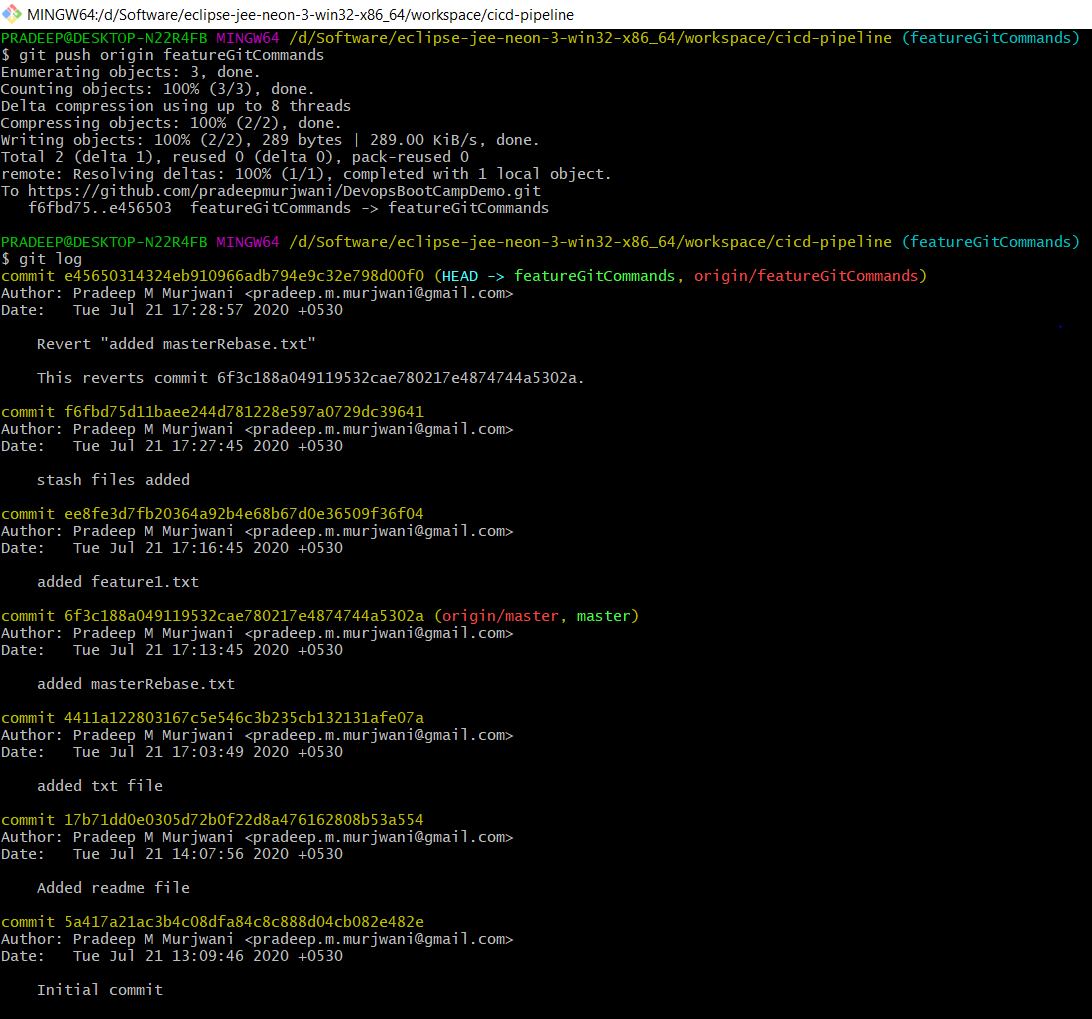 MINGW64:/d/Software/eclipse-jee-neon-3-win32-x86_64/workspace/cicd-pipeline
PRADEEP@DESKTOP-N22R4FB MINGW64 /d/Software/eclipse-jee-neon-3-win32-x86_64/workspace/cicd-pipeline (featureGitCommands)
$ git push origin featureGitCommands
Enumerating objects: 3, done.
Counting objects: 100% (3/3), done.
Delta compression using up to 8 threads
Compressing objects: 100% (2/2), done.
Writing objects: 100% (2/2), 289 bytes | 289.00 KiB/s, done.
Total 2 (delta 1), reused 0 (delta 0), pack-reused 0
remote: Resolving deltas: 100% (1/1), completed with 1 local object.
To https://github.com/pradeepmurjwani/DevopsBootCampDemo.git
   f6fbd75..e456503  featureGitCommands -> featureGitCommands

PRADEEP@DESKTOP-N22R4FB MINGW64 /d/Software/eclipse-jee-neon-3-win32-x86_64/workspace/cicd-pipeline (featureGitCommands)
$ git log
commit e45650314324eb910966adb794e9c32e798d00f0 (HEAD -> featureGitCommands, origin/featureGitCommands)
Author: Pradeep M Murjwani <pradeep.m.murjwani@gmail.com>
Date:   Tue Jul 21 17:28:57 2020 +0530

    Revert "added masterRebase.txt"

    This reverts commit 6f3c188a049119532cae780217e4874744a5302a.

commit f6fbd75d11baee244d781228e597a0729dc39641
Author: Pradeep M Murjwani <pradeep.m.murjwani@gmail.com>
Date:   Tue Jul 21 17:27:45 2020 +0530

    stash files added

commit ee8fe3d7fb20364a92b4e68b67d0e36509f36f04
Author: Pradeep M Murjwani <pradeep.m.murjwani@gmail.com>
Date:   Tue Jul 21 17:16:45 2020 +0530

    added feature1.txt

commit 6f3c188a049119532cae780217e4874744a5302a (origin/master, master)
Author: Pradeep M Murjwani <pradeep.m.murjwani@gmail.com>
Date:   Tue Jul 21 17:13:45 2020 +0530

    added masterRebase.txt

commit 4411a122803167c5e546c3b235cb132131afe07a
Author: Pradeep M Murjwani <pradeep.m.murjwani@gmail.com>
Date:   Tue Jul 21 17:03:49 2020 +0530

    added txt file

commit 17b71dd0e0305d72b0f22d8a476162808b53a554
Author: Pradeep M Murjwani <pradeep.m.murjwani@gmail.com>
Date:   Tue Jul 21 14:07:56 2020 +0530

    Added readme file

commit 5a417a21ac3b4c08dfa84c8c888d04cb082e482e
Author: Pradeep M Murjwani <pradeep.m.murjwani@gmail.com>
Date:   Tue Jul 21 13:09:46 2020 +0530

    Initial commit